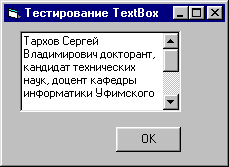 Тестирование TextBox
Тархов Сергей
Владимирович докторант,
кандидат технических
наук, доцент кафедры
информатики Уфимского
OK